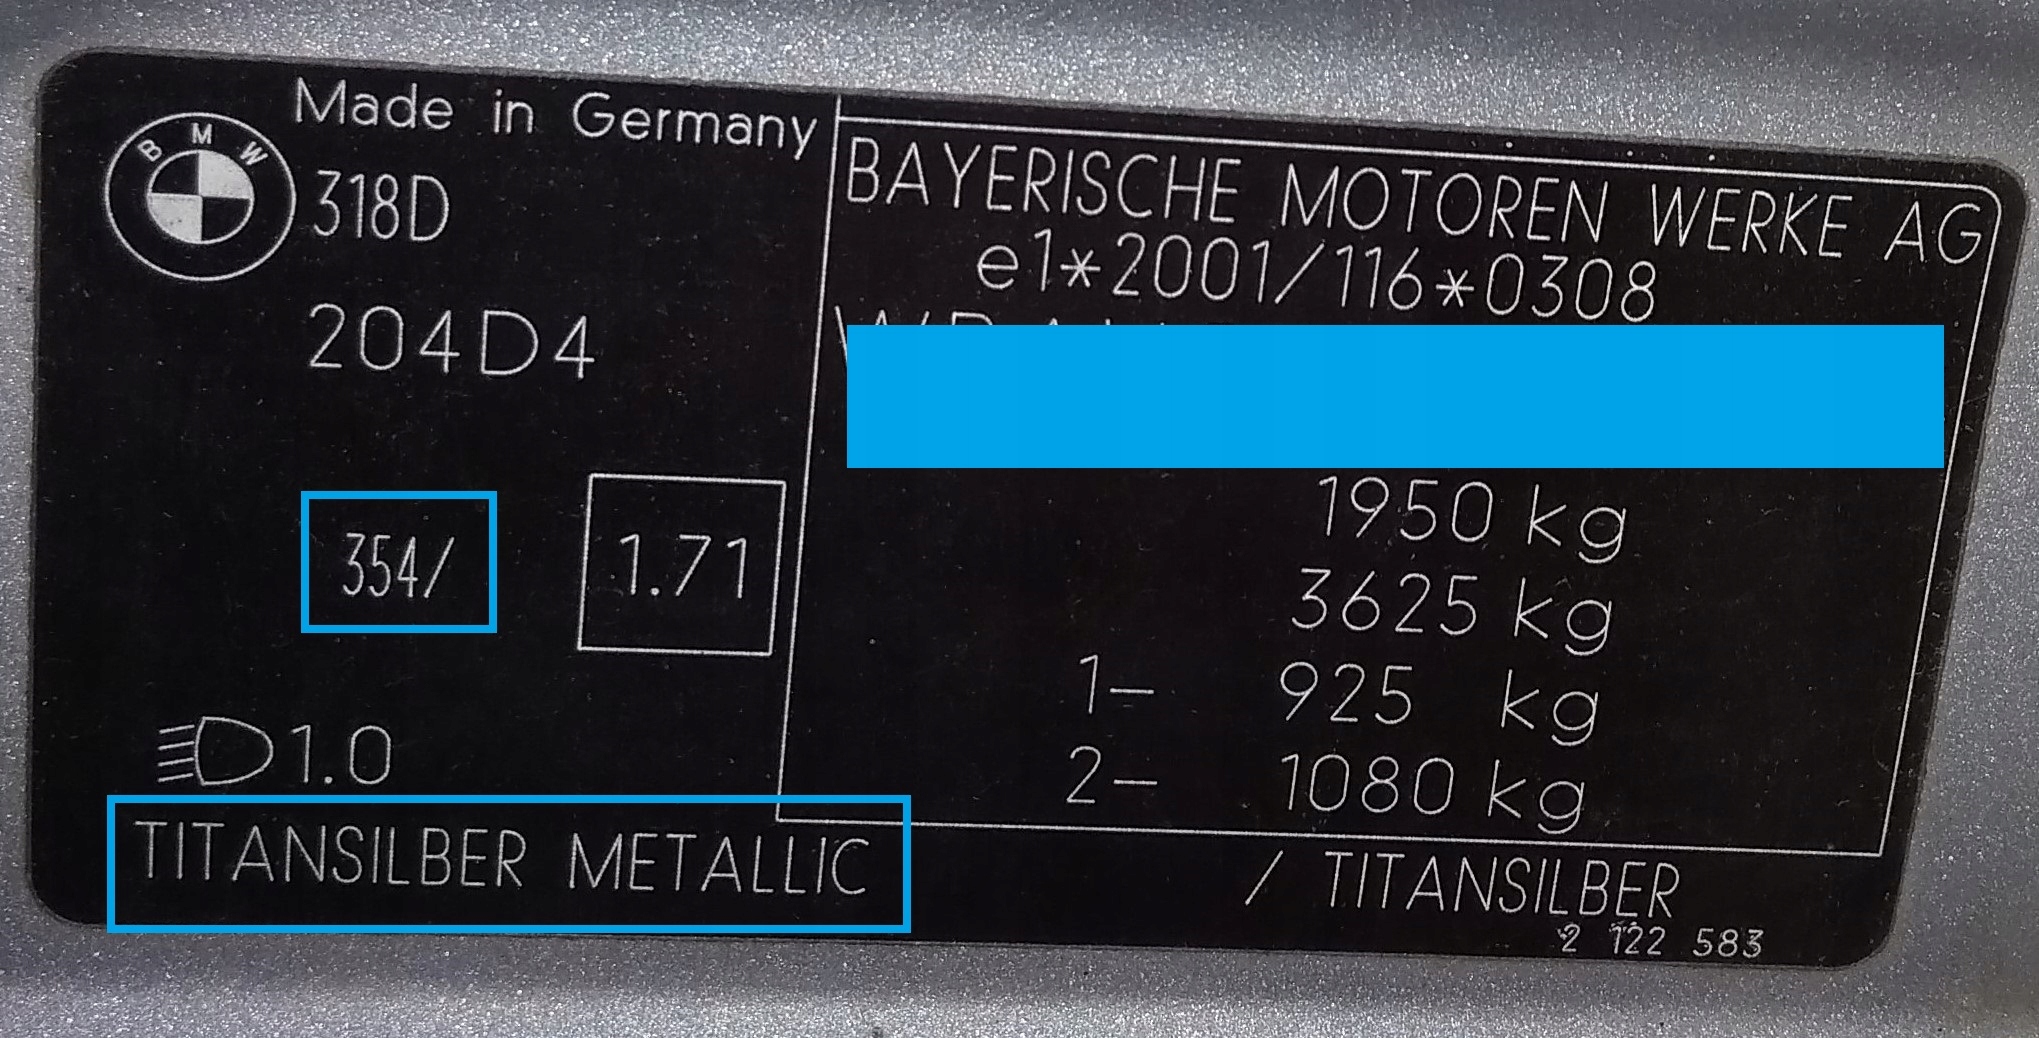 Made in Germany
BMW
318D
204D4
354/
1.71
1.0
TITANSILBER METALLIC
BAYERISCHE MOTOREN WERKE AG
e1*2001/116*0308
1950 kg
3625 kg
1- 925 kg
2- 1080 kg
/ TITANSILBER
2 122 583